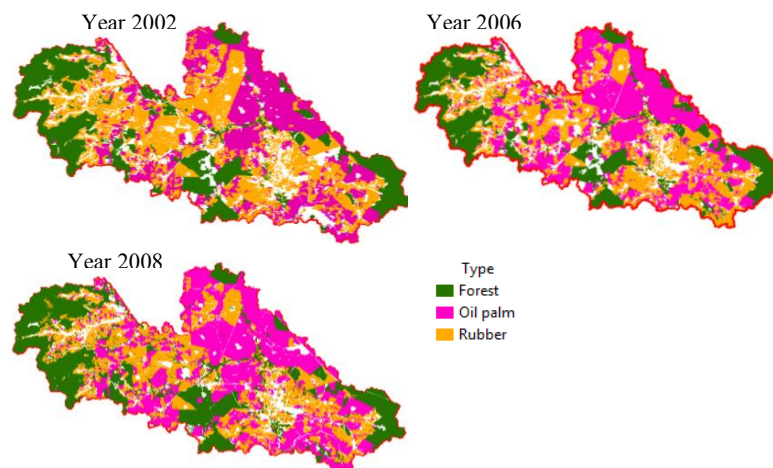 Year 2002
Year 2006
Year 2008
Type
Forest
Oil palm
Rubber